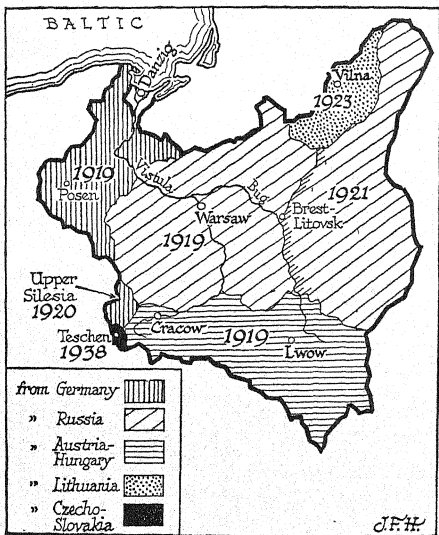 BALTIC
Danzig
Vilna
1923
1919
Posen
Vistula
Bug
1921
Warsaw
Brest-
Litovsk
1919
Upper
Silesia
1920
Cracow
1919
Teschen
1938
Lwow
from Germany
" Russia
" Austria-
Hungary
" Lithuania
" Czecho-
Slovakia
J.F.H.